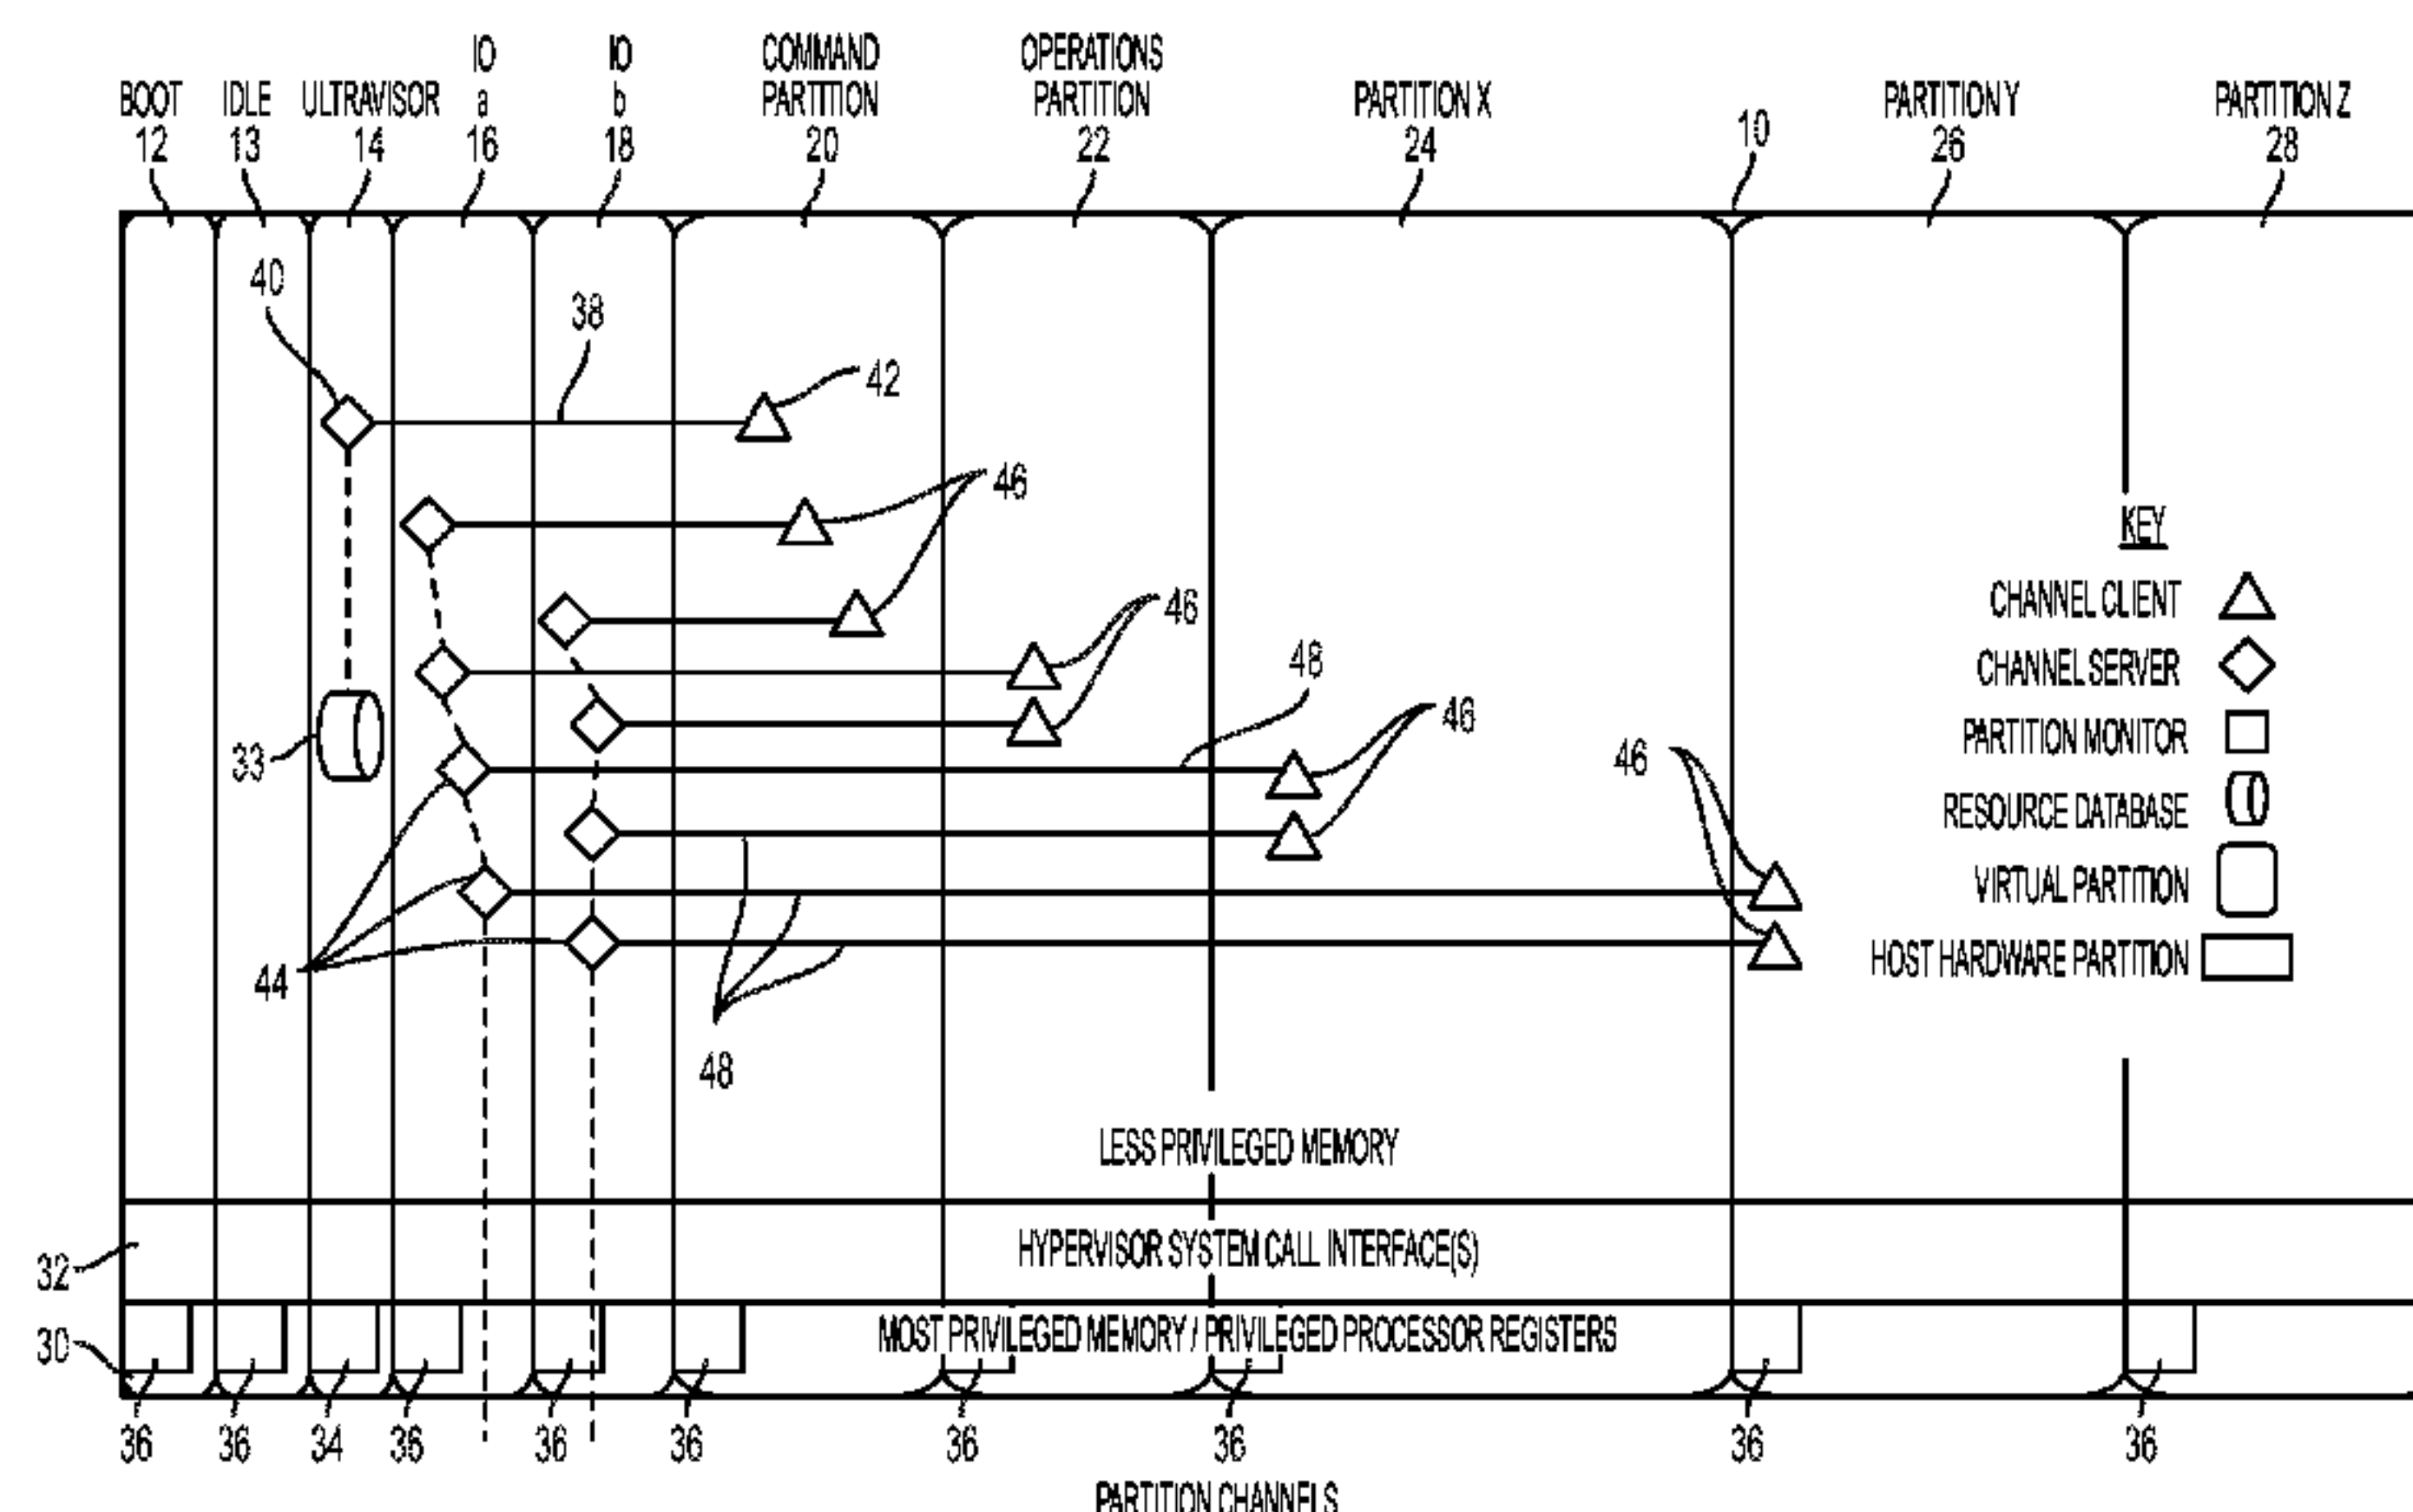 BOOT
12
IDLE
13
ULTRAVISOR
14
IO
a
16
IO
b
18
COMMAND
PARTITION
20
OPERATIONS
PARTITION
22
PARTITION X
24
10
PARTITION Y
26
PARTITION Z
28
40
38
42
46
46
48
46
46
33
44
48
KEY
CHANNEL CLIENT
CHANNEL SERVER
PARTITION MONITOR
RESOURCE DATABASE
VIRTUAL PARTITION
HOST HARDWARE PARTITION
LESS PRIVILEGED MEMORY
32
HYPERVISOR SYSTEM CALL INTERFACE(S)
30
MOST PRIVILEGED MEMORY / PRIVILEGED PROCESSOR REGISTERS
36 36 34 36 36 36 36 36 36 36
PARTITION CHANNELS